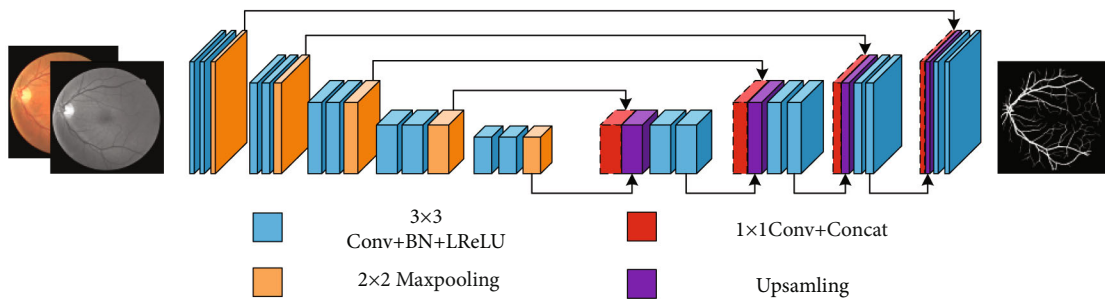 3×3
Conv+BN+LReLU
1×1Conv+Concat
2×2 Maxpooling
Upsamling